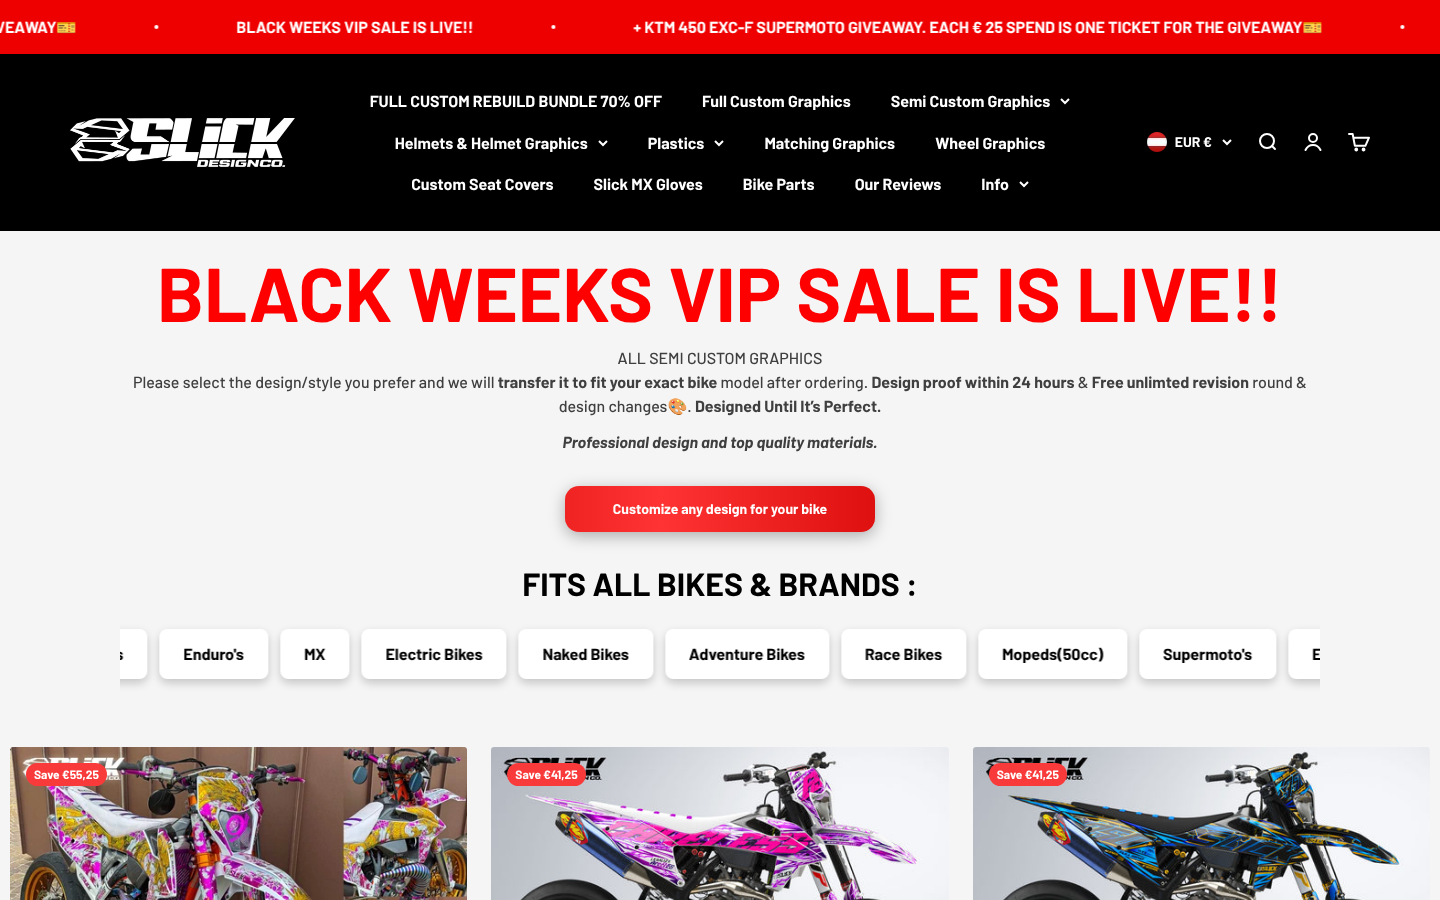 VEAWAY🎫 • BLACK WEEKS VIP SALE IS LIVE!! • + KTM 450 EXC-F SUPERMOTO GIVEAWAY. EACH € 25 SPEND IS ONE TICKET FOR THE GIVEAWAY🎫 •
FULL CUSTOM REBUILD BUNDLE 70% OFF Full Custom Graphics Semi Custom Graphics
SLICK
DESIGNCO.
Helmets & Helmet Graphics Plastics Matching Graphics Wheel Graphics
EUR €
Custom Seat Covers Slick MX Gloves Bike Parts Our Reviews Info
BLACK WEEKS VIP SALE IS LIVE!!
ALL SEMI CUSTOM GRAPHICS
Please select the design/style you prefer and we will transfer it to fit your exact bike model after ordering. Design proof within 24 hours & Free unlimted revision round &
design changes🎨. Designed Until It's Perfect.
Professional design and top quality materials.
Customize any design for your bike
FITS ALL BIKES & BRANDS :
s Enduro's MX Electric Bikes Naked Bikes Adventure Bikes Race Bikes Mopeds(50cc) Supermoto's E
Save €55,25 Save €41,25 Save €41,25